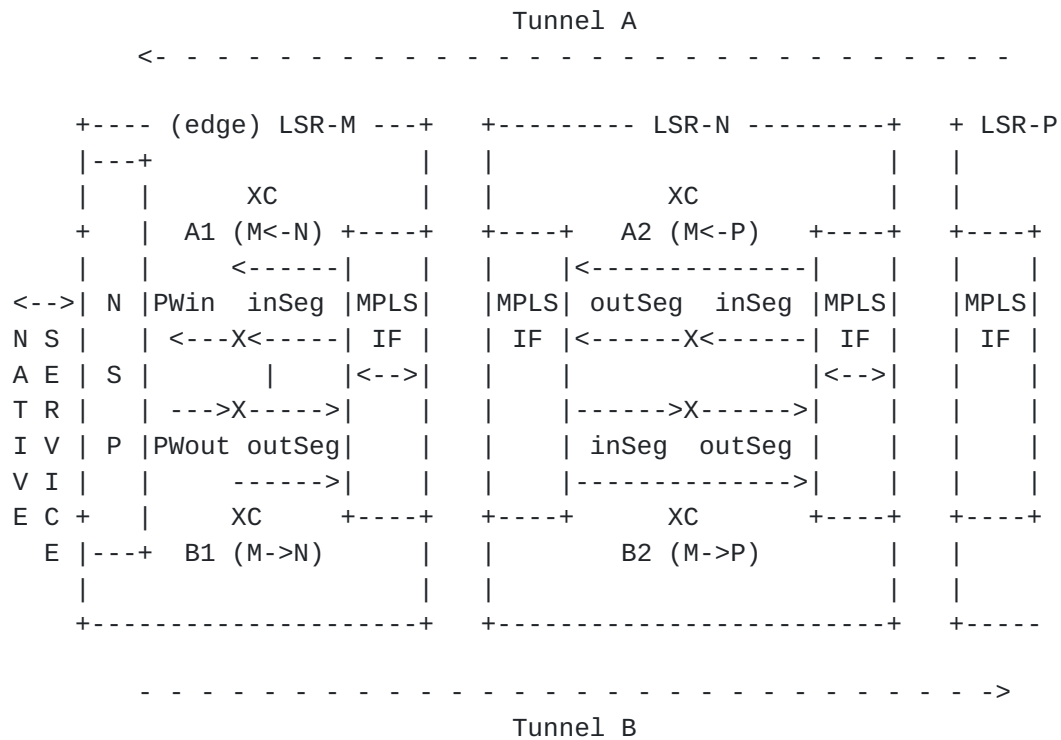 Tunnel A
         <- - - - - - - - - - - - - - - - - - - - - - - - - - - -

     +---- (edge) LSR-M ---+   +--------- LSR-N ---------+   + LSR-P
     |---+                 |   |                         |   |
     |   |      XC         |   |           XC            |   |
     +   |  A1 (M<-N) +----+   +----+   A2 (M<-P)   +----+   +----+
     |   |     <------|    |   |    |<--------------|    |   |    |
 <-->| N |PWin  inSeg |MPLS|   |MPLS| outSeg  inSeg |MPLS|   |MPLS|
 N S |   | <---X<-----| IF |   | IF |<------X<------| IF |   | IF |
 A E | S |       |    |<-->|   |    |               |<-->|   |    |
 T R |   | --->X----->|    |   |    |------>X------>|    |   |    |
 I V | P |PWout outSeg|    |   |    | inSeg  outSeg |    |   |    |
 V I |   |     ------>|    |   |    |-------------->|    |   |    |
 E C +   |     XC     +----+   +----+      XC       +----+   +----+
   E |---+  B1 (M->N)      |   |        B2 (M->P)        |   |
     |                     |   |                         |   |
     +---------------------+   +-------------------------+   +-----

         - - - - - - - - - - - - - - - - - - - - - - - - - - - ->
                                 Tunnel B